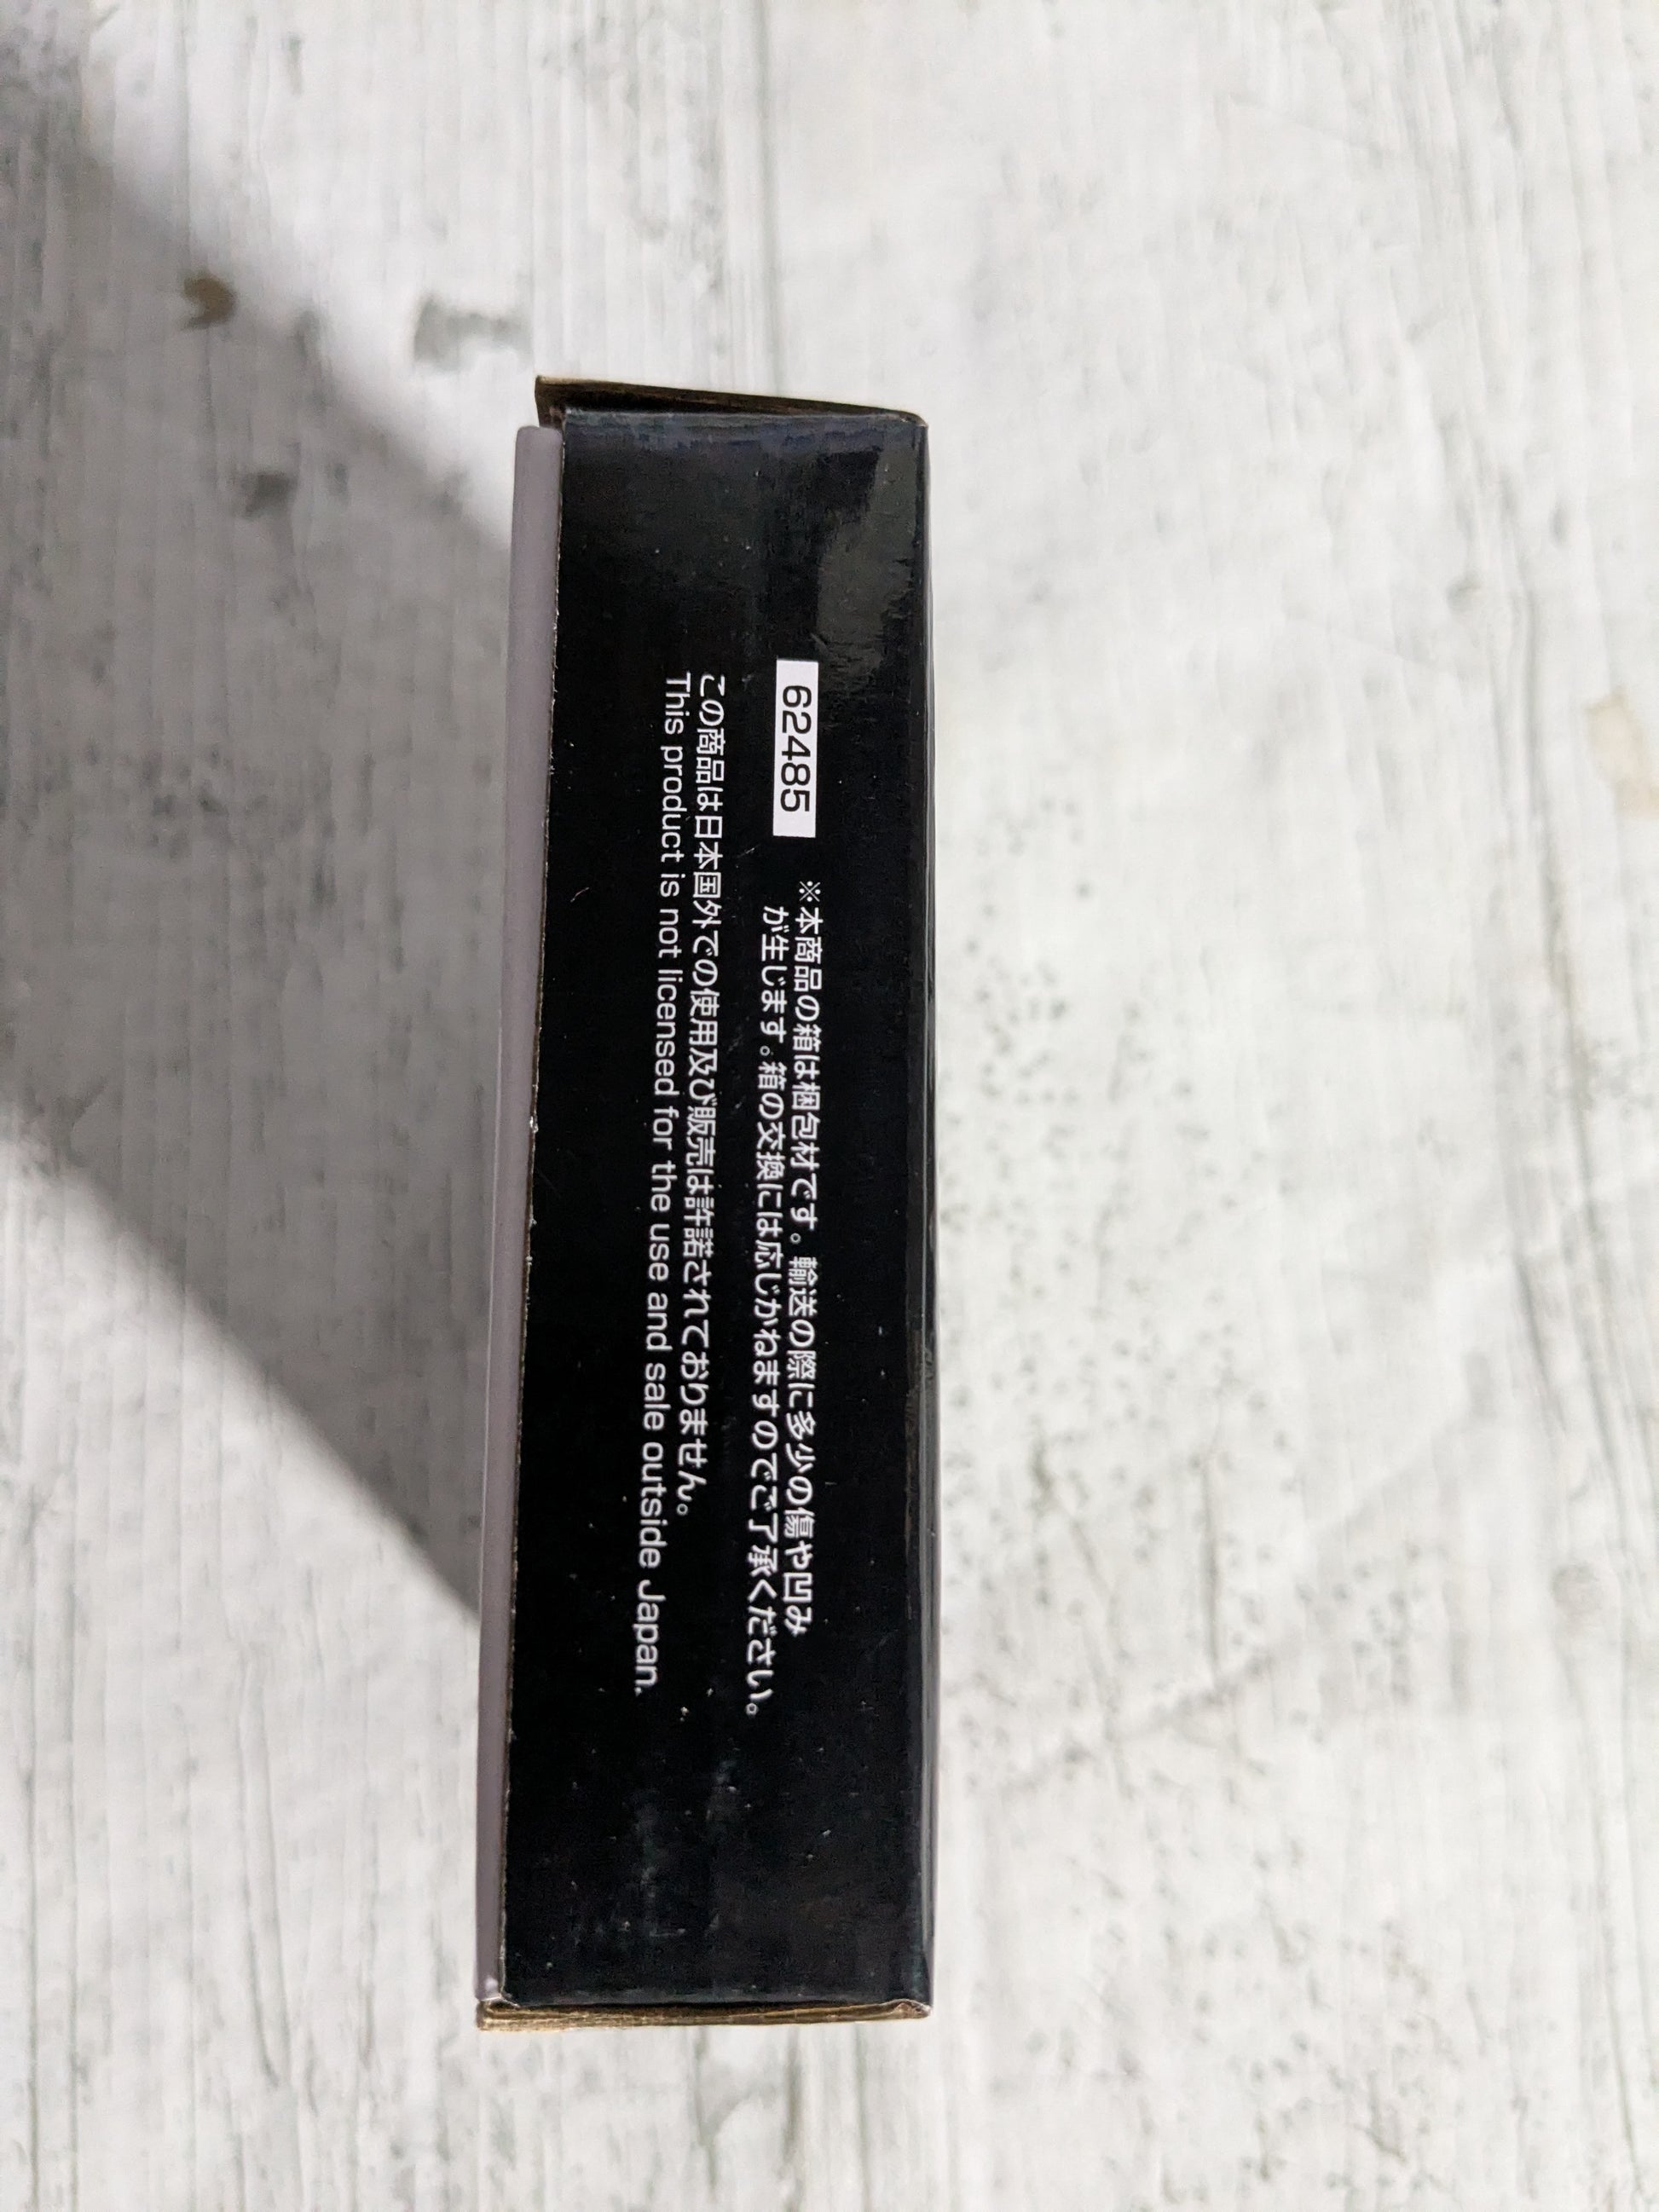 62485
※本商品の箱は梱包材です。輸送の際に多少の傷や凹み
が生じます。箱の交換には応じかねますのでご了承ください。
この商品は日本国外での使用及び販売は許諾されておりません。
This product is not licensed for the use and sale outside Japan.